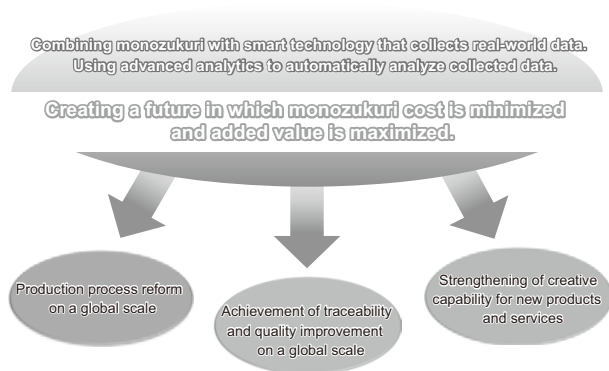 Combining monozukuri with smart technology that collects real-world data.
Using advanced analytics to automatically analyze collected data.
Creating a future in which monozukuri cost is minimized
and added value is maximized.
Production process reform
on a global scale
Achievement of traceability
and quality improvement
on a global scale
Strengthening of creative
capability for new products
and services